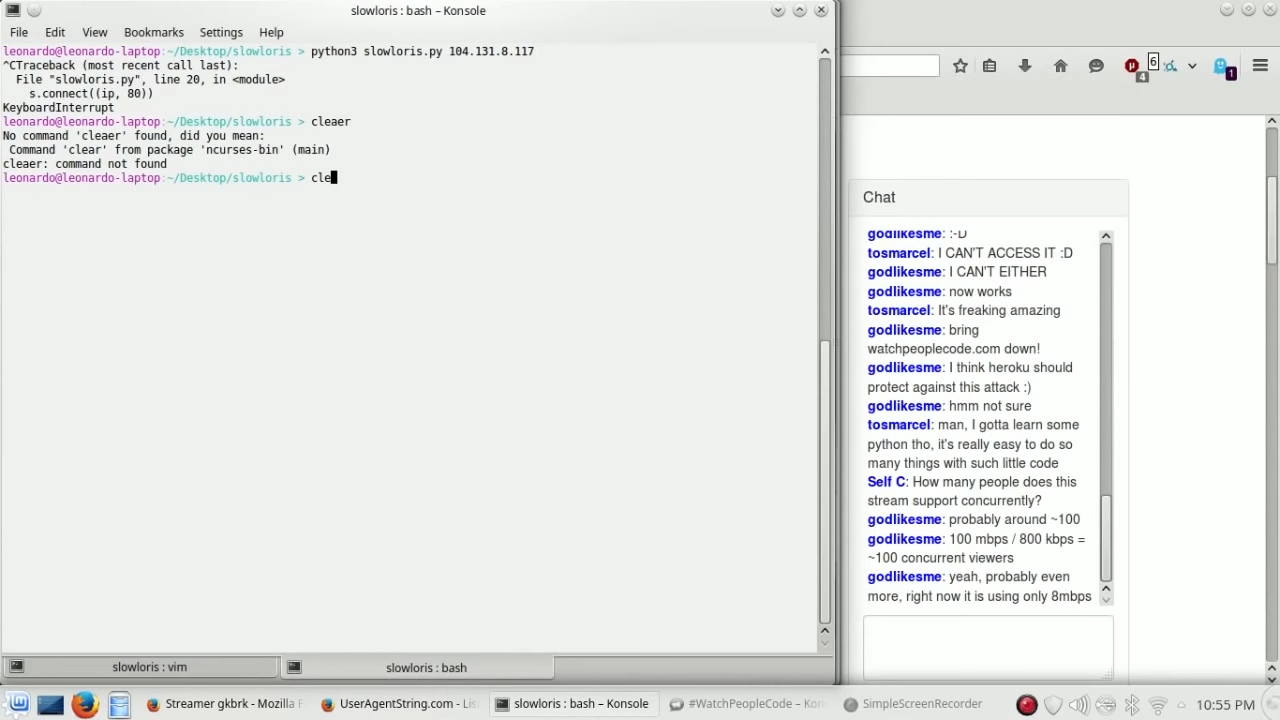 slowloris : bash – Konsole
File Edit View Bookmarks Settings Help
leonardo@leonardo-laptop:~/Desktop/slowloris > python3 slowloris.py 104.131.8.117
^CTraceback (most recent call last):
File "slowloris.py", line 20, in <module>
s.connect((ip, 80))
KeyboardInterrupt
leonardo@leonardo-laptop:~/Desktop/slowloris > cleaer
No command 'cleaer' found, did you mean:
Command 'clear' from package 'ncurses-bin' (main)
cleaer: command not found
leonardo@leonardo-laptop:~/Desktop/slowloris > cle
slowloris : vim
slowloris : bash
4
6
1
Chat
godlikesme: :-D
tosmarcel: I CAN'T ACCESS IT :D
godlikesme: I CAN'T EITHER
godlikesme: now works
tosmarcel: It's freaking amazing
godlikesme: bring
watchpeoplecode.com down!
godlikesme: I think heroku should
protect against this attack :)
godlikesme: hmm not sure
tosmarcel: man, I gotta learn some
python tho, it's really easy to do so
many things with such little code
Self C: How many people does this
stream support concurrently?
godlikesme: probably around ~100
godlikesme: 100 mbps / 800 kbps =
~100 concurrent viewers
godlikesme: yeah, probably even
more, right now it is using only 8mbps
Streamer gkbrk - Mozilla F
UserAgentString.com - Lis
slowloris : bash – Konsole
#WatchPeopleCode – Kon
SimpleScreenRecorder
10:55 PM